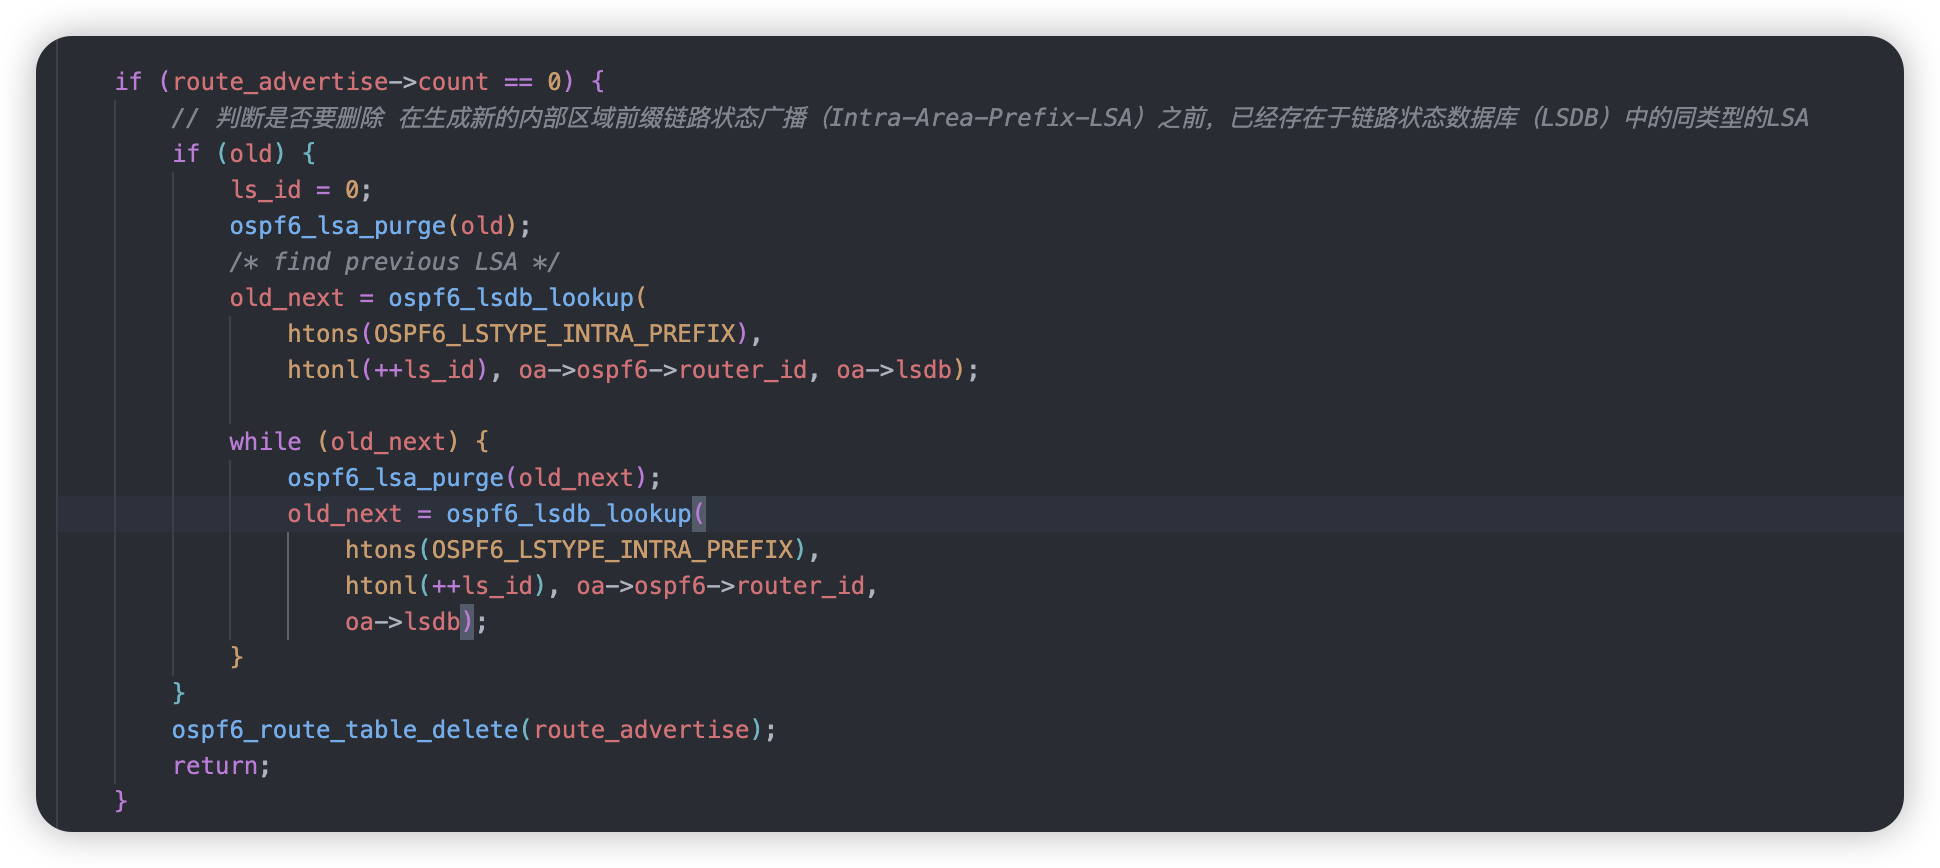 if (route_advertise->count == 0) {
// 判断是否要删除 在生成新的内部区域前缀链路状态广播（Intra-Area-Prefix-LSA）之前，已经存在于链路状态数据库（LSDB）中的同类型的LSA
if (old) {
ls_id = 0;
ospf6_lsa_purge(old);
/* find previous LSA */
old_next = ospf6_lsdb_lookup(
htons(OSPF6_LSTYPE_INTRA_PREFIX),
htonl(++ls_id), oa->ospf6->router_id, oa->lsdb);
while (old_next) {
ospf6_lsa_purge(old_next);
old_next = ospf6_lsdb_lookup(
htons(OSPF6_LSTYPE_INTRA_PREFIX),
htonl(++ls_id), oa->ospf6->router_id,
oa->lsdb);
}
}
ospf6_route_table_delete(route_advertise);
return;
}